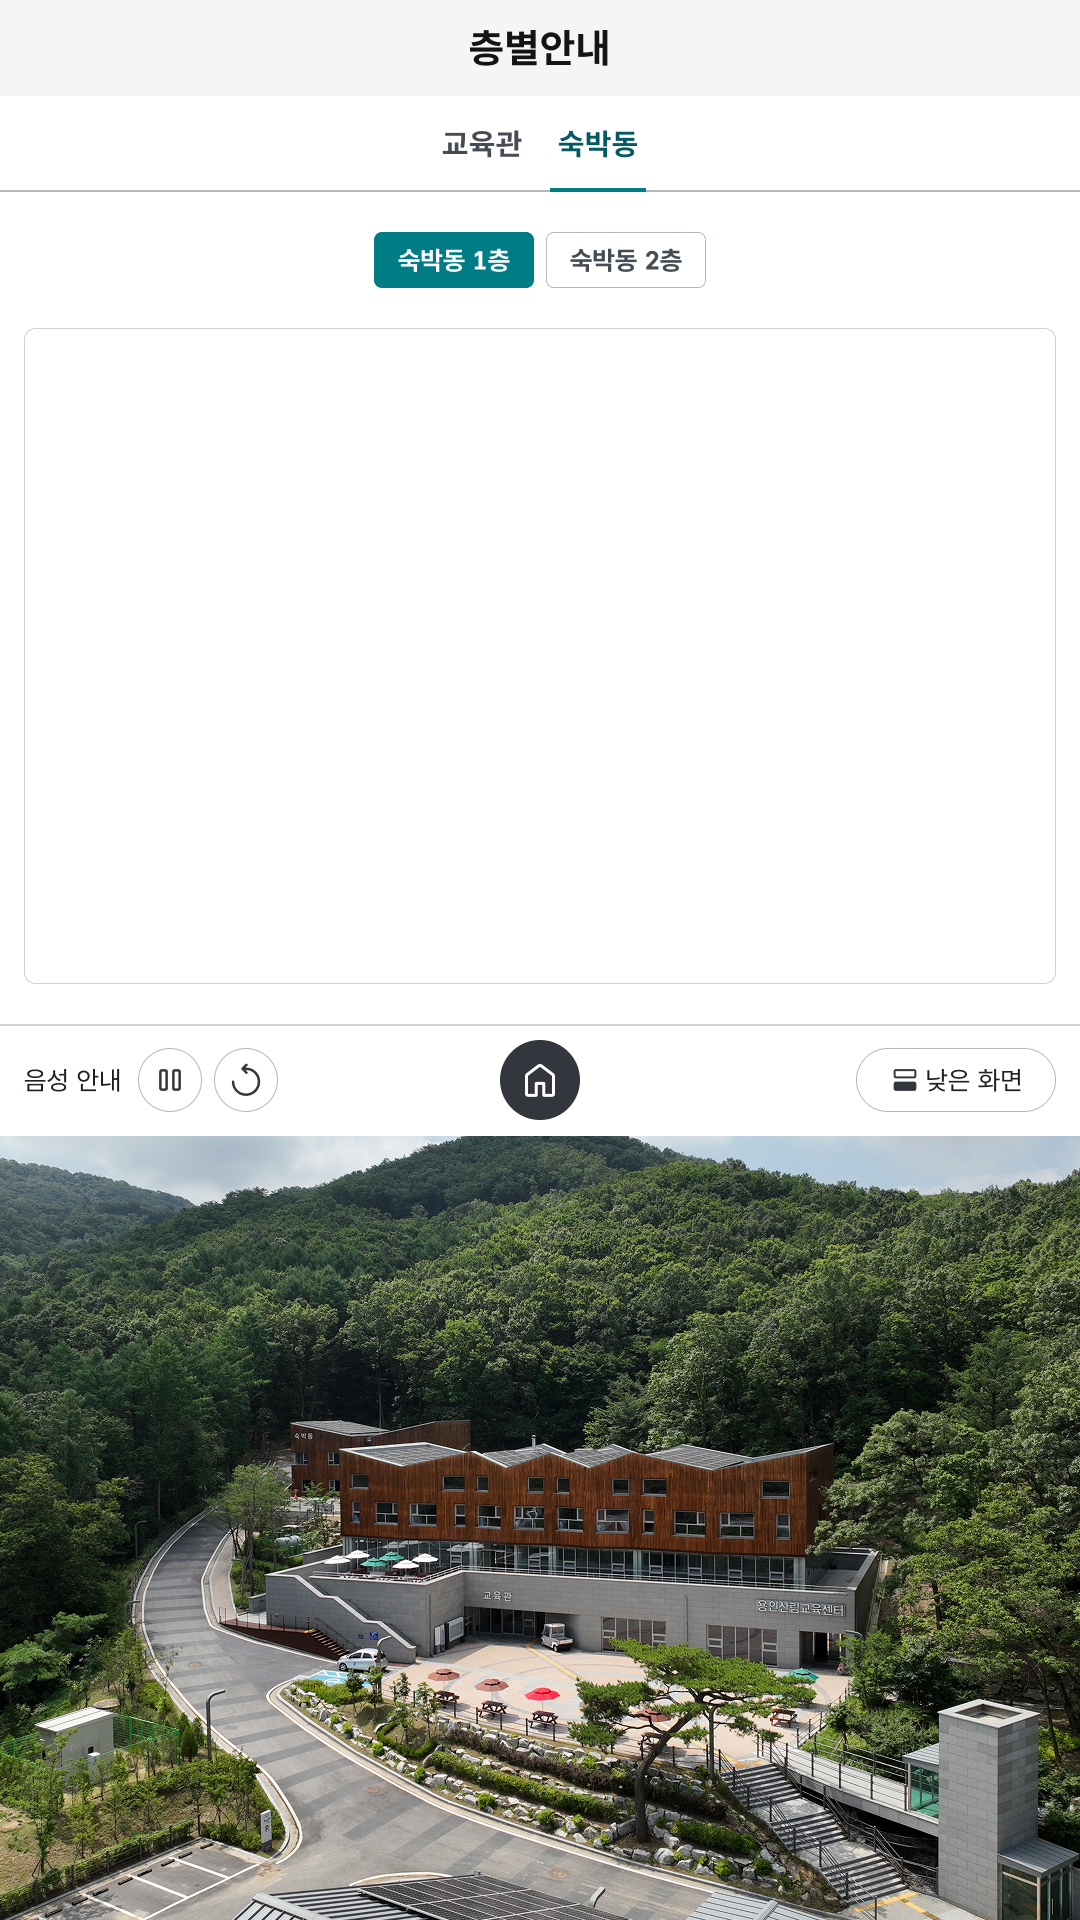 층별안내
교육관 숙박동
숙박동 1층 숙박동 2층
음성 안내
낮은 화면
숙박동
교육관
용인산림교육센터